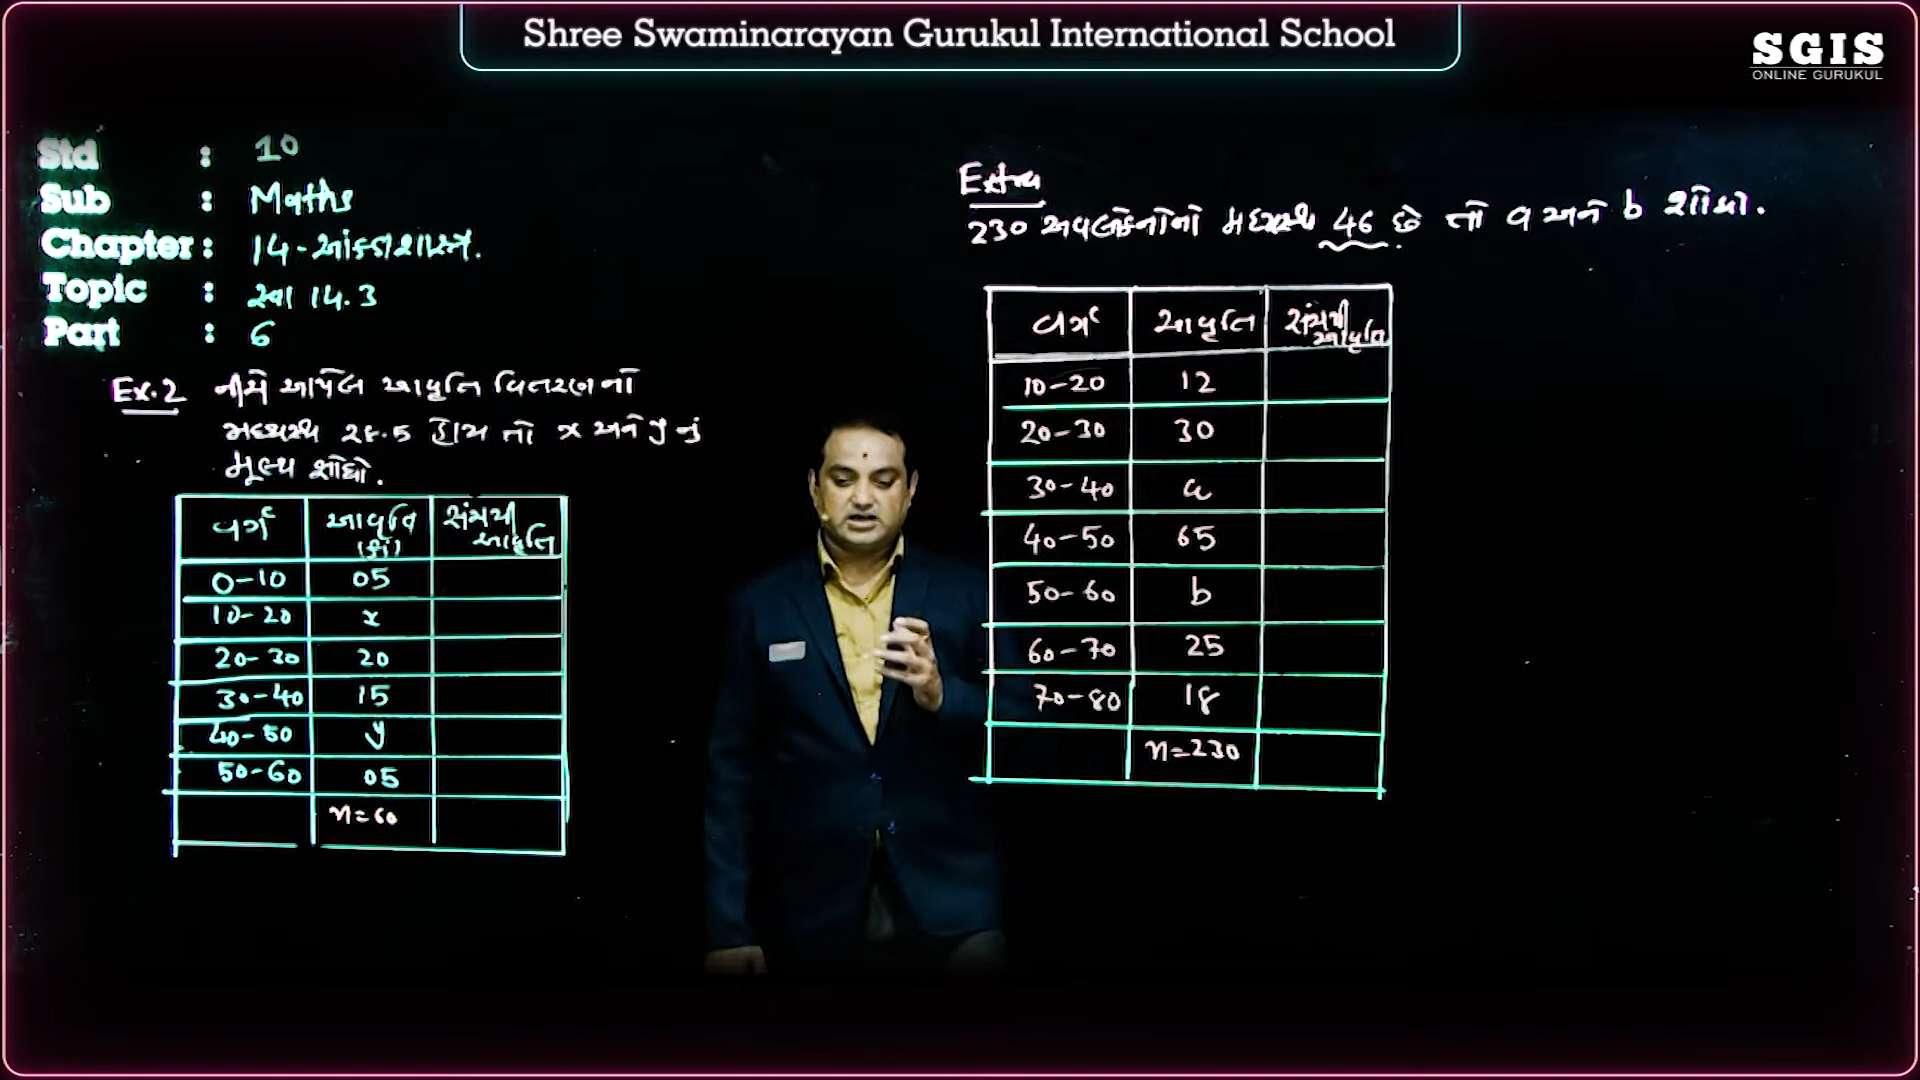 Shree Swaminarayan Gurukul International School
SGIS
ONLINE GURUKUL
Std : 10
Sub : Maths
Chapter : 14-આંકડાશાસ્ત્ર.
Topic : સ્વા 14.3
Part : 6
Ex.2 નીચે આપેલ આવૃત્તિ વિતરણનો
મધ્યસ્થ 28.5 હોય તો x અને y નું
મૂલ્ય શોધો.
વર્ગ આવૃત્તિ (fi) સંચયી આવૃત્તિ
0-10 05
10-20 x
20-30 20
30-40 15
40-50 y
50-60 05
n=60
Extra
230 અવલોકનોનો મધ્યસ્થ 46 છે તો a અને b શોધો.
વર્ગ આવૃત્તિ સંચયી આવૃત્તિ
10-20 12
20-30 30
30-40 a
40-50 65
50-60 b
60-70 25
70-80 18
n=230